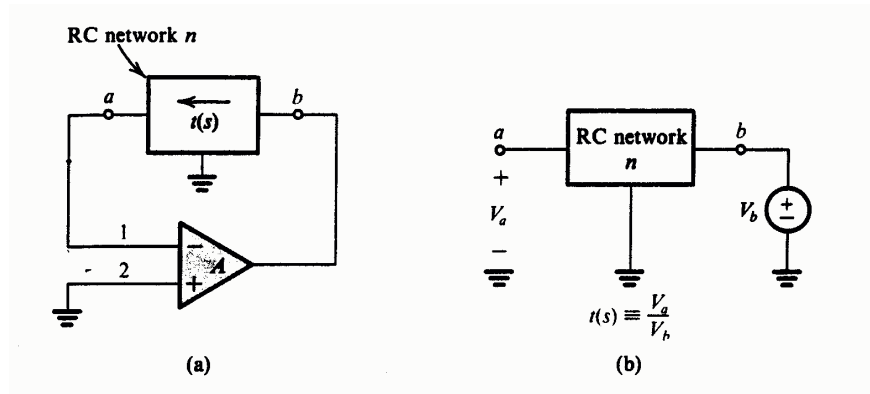 RC network n
a
b
t(s)
1
−
2
A
+
(a)
a
RC network
n
b
+
V_a
−
V_b
+
−
t(s) ≡ V_a / V_b
(b)